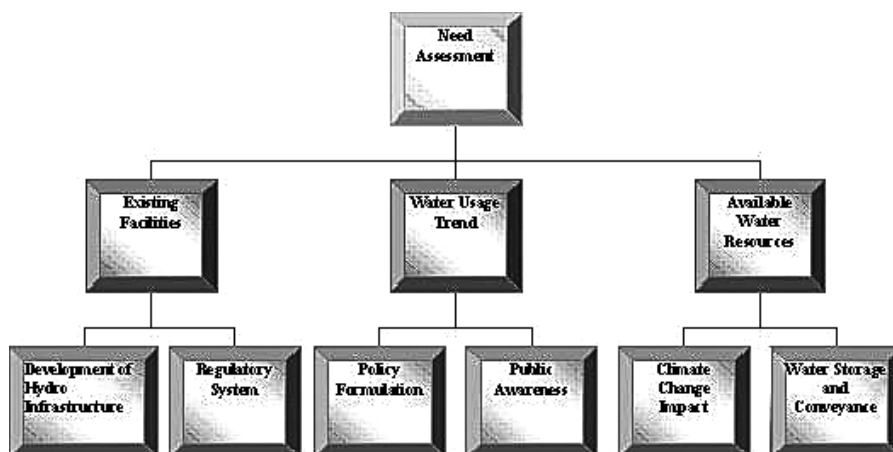 Need
Assessment
Existing
Facilities
Water Usage
Trend
Available
Water
Resources
Development of
Hydro
Infrastructure
Regulatory
System
Policy
Formulation
Public
Awareness
Climate
Change
Impact
Water Storage
and
Conveyance